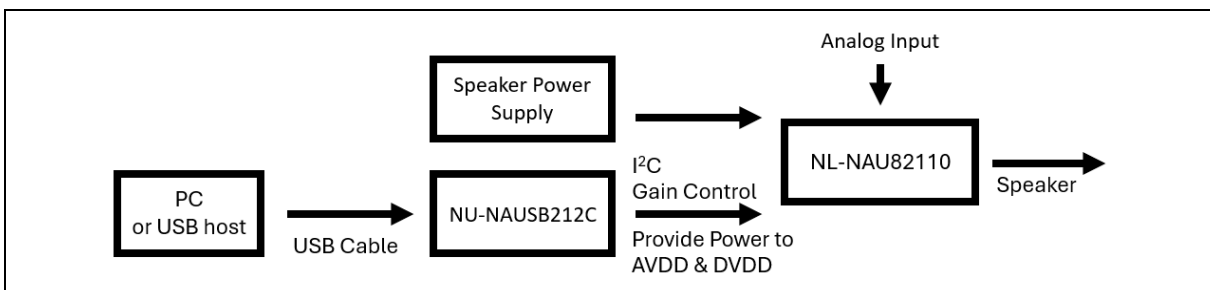 Analog Input
Speaker Power
Supply
NL-NAU82110
I²C
Gain Control
Speaker
PC
or USB host
NU-NAUSB212C
USB Cable
Provide Power to
AVDD & DVDD